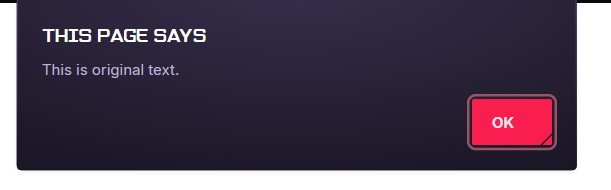 THIS PAGE SAYS
This is original text.
OK